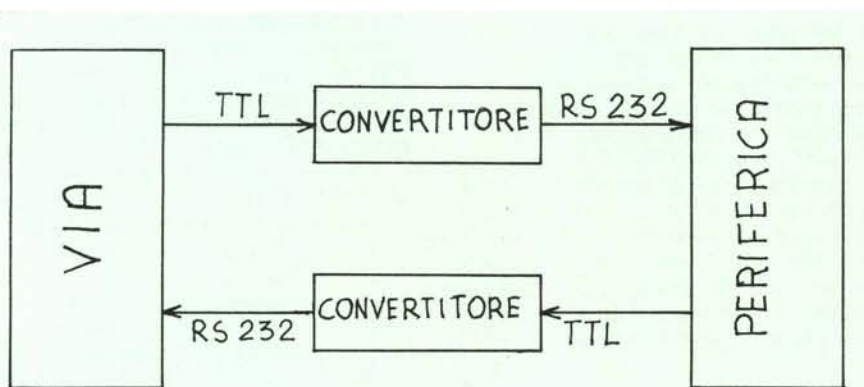 VIA
TTL
CONVERTITORE
RS 232
PERIFERICA
RS 232
CONVERTITORE
TTL